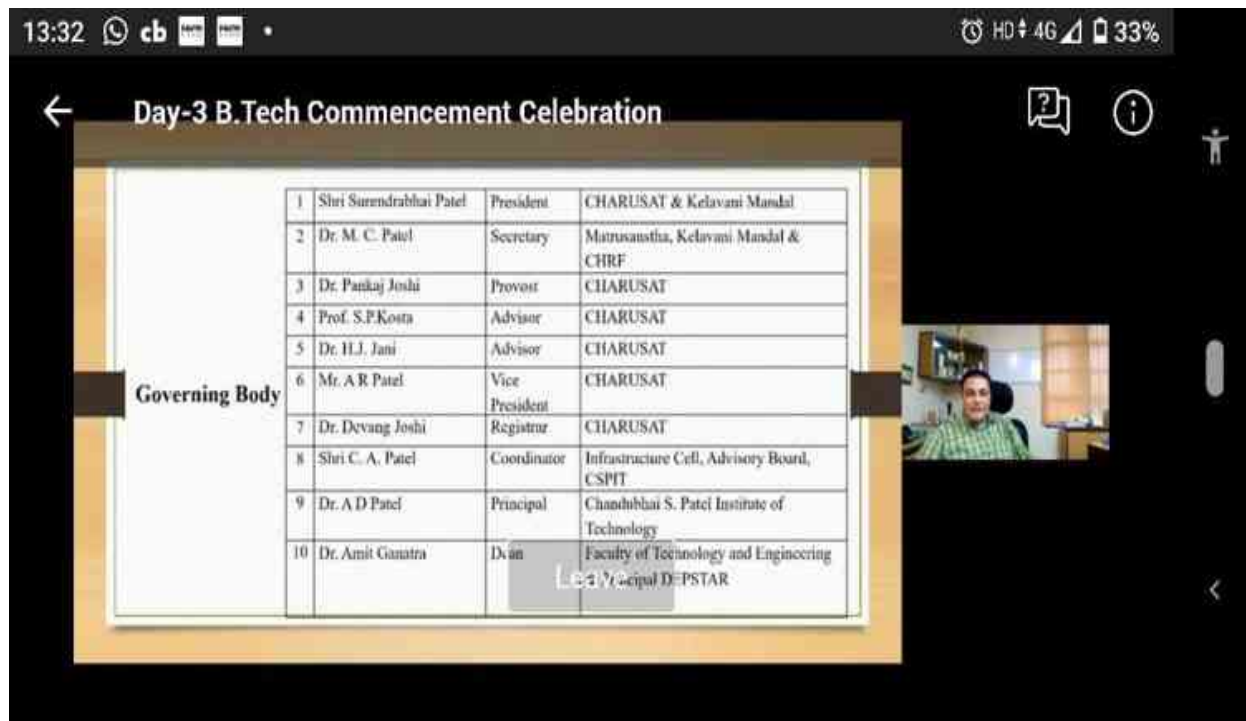 13:32 cb HD 4G 33%
Day-3 B.Tech Commencement Celebration
Governing Body
1 Shri Surendrabhai Patel President CHARUSAT & Kelavani Mandal
2 Dr. M. C. Patel Secretary Matrusanstha, Kelavani Mandal &
CHRF
3 Dr. Pankaj Joshi Provost CHARUSAT
4 Prof. S.P.Kosta Advisor CHARUSAT
5 Dr. H.J. Jani Advisor CHARUSAT
6 Mr. A R Patel Vice CHARUSAT
President
7 Dr. Devang Joshi Registrar CHARUSAT
8 Shri C. A. Patel Coordinator Infrastructure Cell, Advisory Board,
CSPIT
9 Dr. A D Patel Principal Chandubhai S. Patel Institute of
Technology
10 Dr. Amit Ganatra Dean Faculty of Technology and Engineering
& Principal DEPSTAR
Leave